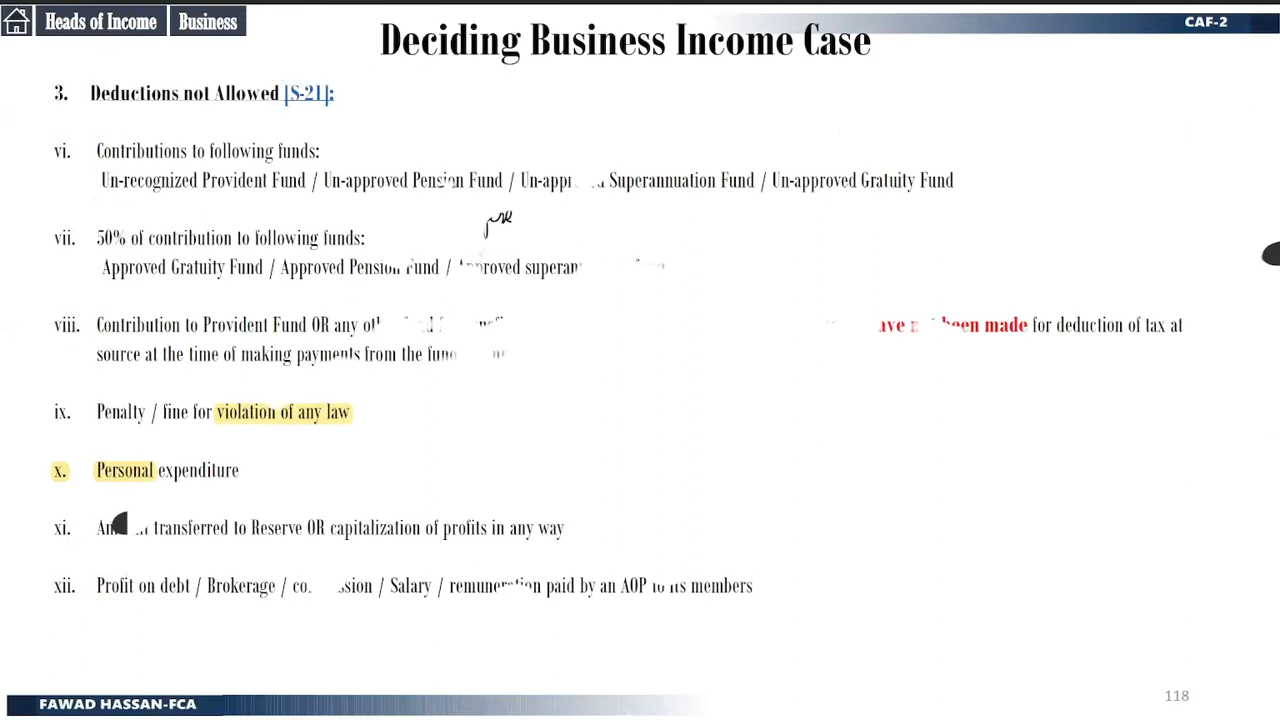 Heads of Income Business CAF-2
Deciding Business Income Case
3. Deductions not Allowed [S-21]:
vi. Contributions to following funds:
Un-recognized Provident Fund / Un-approved Pension Fund / Superannuation Fund / Un-approved Gratuity Fund
vii. 50% of contribution to following funds:
Approved Gratuity Fund / Approved Pension Fund / Approved
viii. Contribution to Provident Fund OR any been made for deduction of tax at
source at the time of making payments from the
ix. Penalty / fine for violation of any law
x. Personal expenditure
xi. transferred to Reserve OR capitalization of profits in any way
xii. Profit on debt / Brokerage / / Salary / remuneration paid by an AOP to its members
FAWAD HASSAN-FCA
118